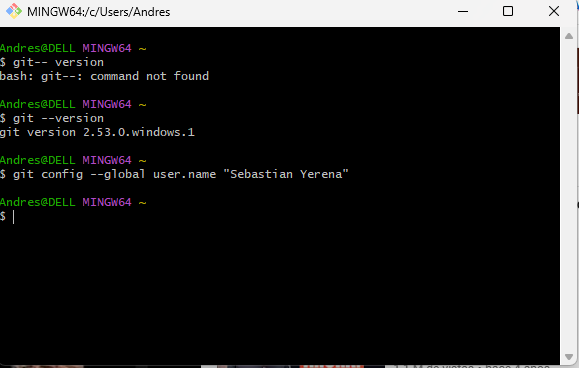 MINGW64:/c/Users/Andres
Andres@DELL MINGW64 ~
$ git-- version
bash: git--: command not found
Andres@DELL MINGW64 ~
$ git --version
git version 2.53.0.windows.1
Andres@DELL MINGW64 ~
$ git config --global user.name "Sebastian Yerena"
Andres@DELL MINGW64 ~
$